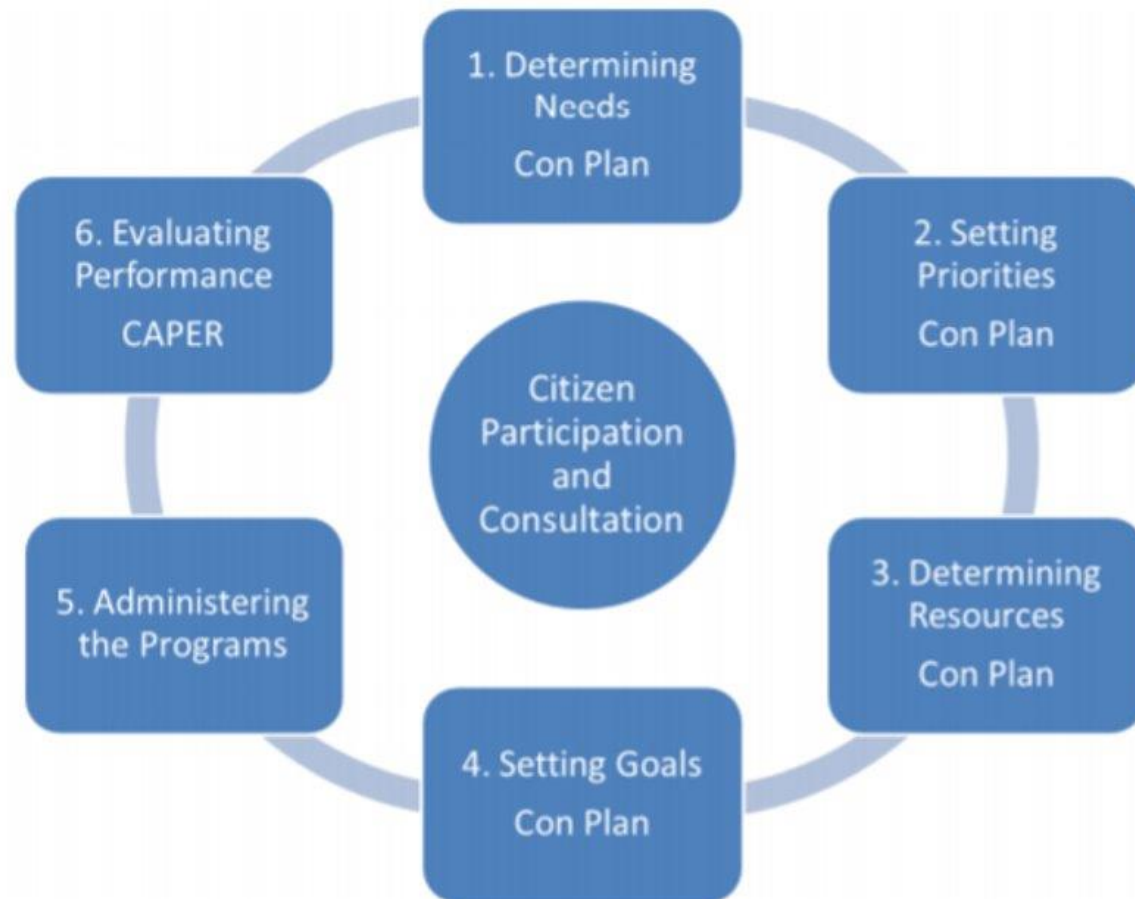 1. Determining
Needs
Con Plan
2. Setting
Priorities
Con Plan
3. Determining
Resources
Con Plan
4. Setting Goals
Con Plan
5. Administering
the Programs
6. Evaluating
Performance
CAPER
Citizen
Participation
and
Consultation